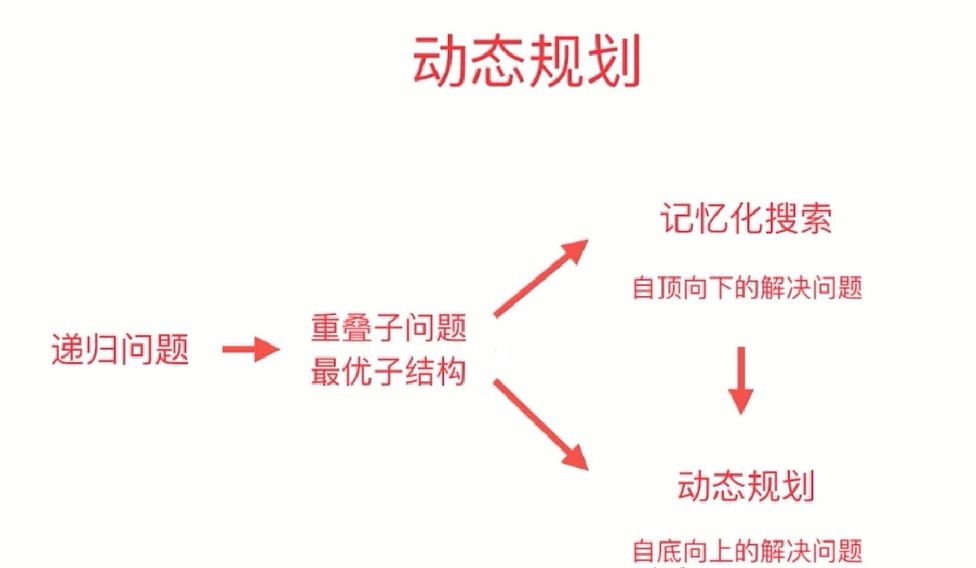 动态规划
递归问题
重叠子问题
最优子结构
记忆化搜索
自顶向下的解决问题
动态规划
自底向上的解决问题